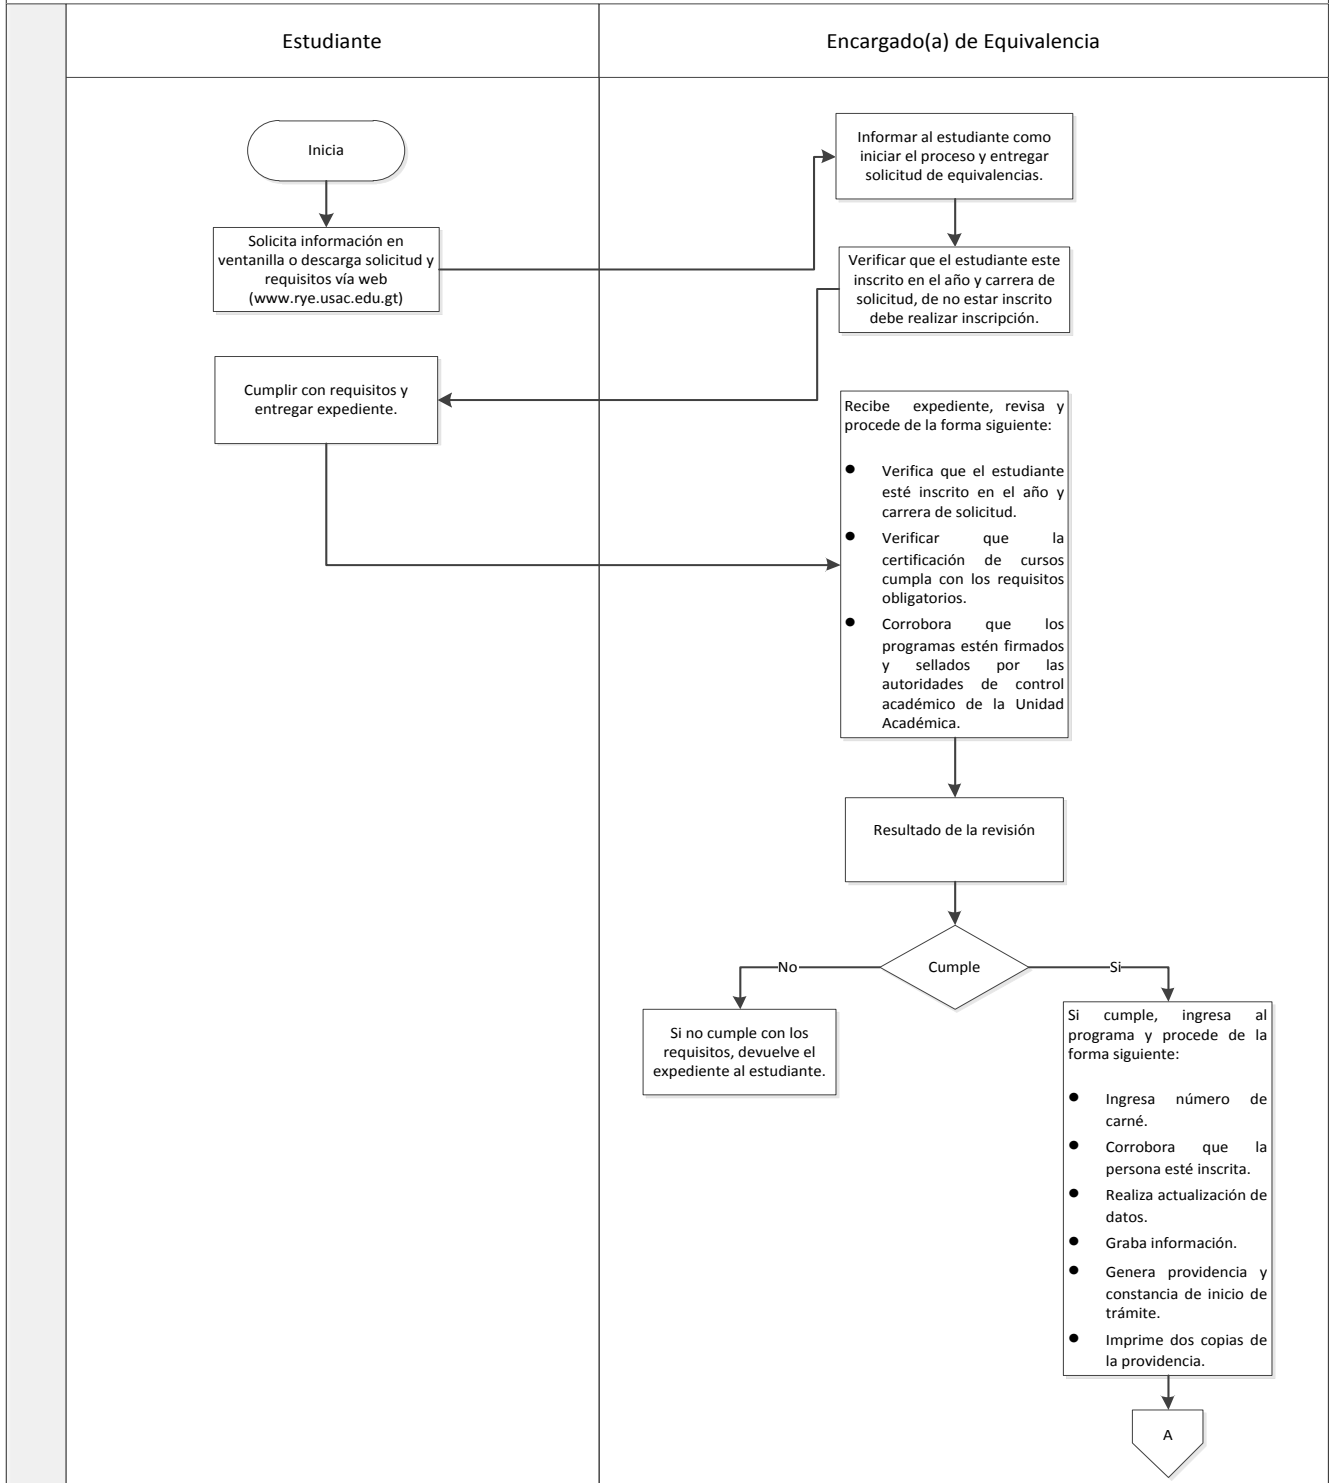 Estudiante
Encargado(a) de Equivalencia
Inicia
Solicita información en
ventanilla o descarga solicitud y
requisitos vía web
(www.rye.usac.edu.gt)
Informar al estudiante como
iniciar el proceso y entregar
solicitud de equivalencias.
Verificar que el estudiante este
inscrito en el año y carrera de
solicitud, de no estar inscrito
debe realizar inscripción.
Cumplir con requisitos y
entregar expediente.
Recibe expediente, revisa y
procede de la forma siguiente:
● Verifica que el estudiante
esté inscrito en el año y
carrera de solicitud.
● Verificar que la
certificación de cursos
cumpla con los requisitos
obligatorios.
● Corrobora que los
programas estén firmados
y sellados por las
autoridades de control
académico de la Unidad
Académica.
Resultado de la revisión
Cumple
No
Si
Si no cumple con los
requisitos, devuelve el
expediente al estudiante.
Si cumple, ingresa al
programa y procede de la
forma siguiente:
● Ingresa número de
carné.
● Corrobora que la
persona esté inscrita.
● Realiza actualización de
datos.
● Graba información.
● Genera providencia y
constancia de inicio de
trámite.
● Imprime dos copias de
la providencia.
A